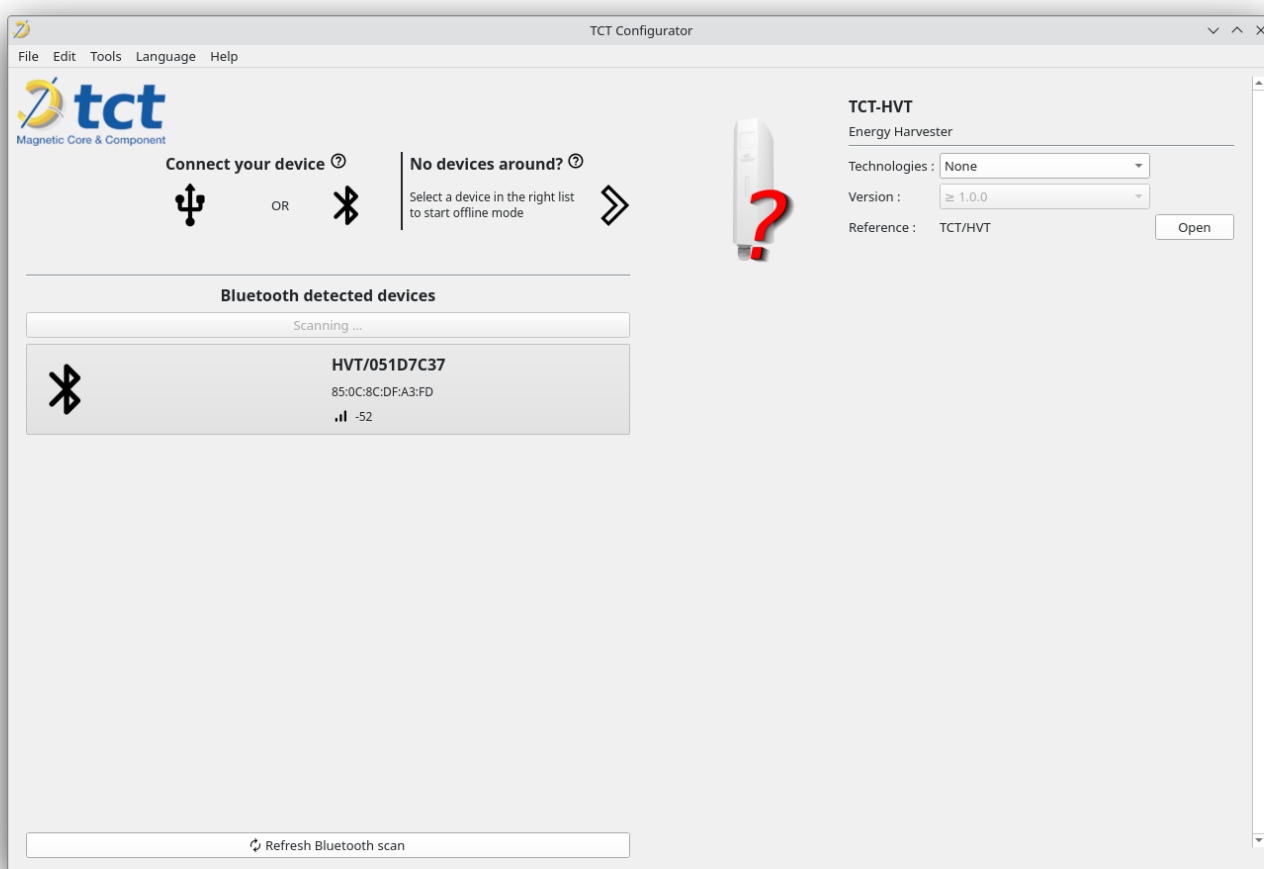 TCT Configurator
File Edit Tools Language Help
tct
Magnetic Core & Component
Connect your device
OR
No devices around?
Select a device in the right list
to start offline mode
Bluetooth detected devices
Scanning ...
HVT/051D7C37
85:0C:8C:DF:A3:FD
-52
Refresh Bluetooth scan
?
TCT-HVT
Energy Harvester
Technologies : None
Version : ≥ 1.0.0
Reference : TCT/HVT
Open